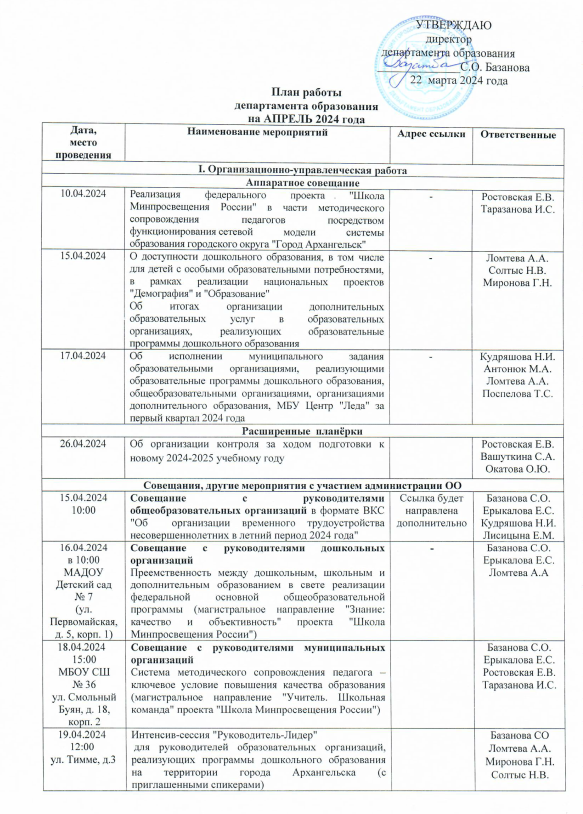 УТВЕРЖДАЮ
директор
департамента образования
С.О. Базанова
22 марта 2024 года
План работы
департамента образования
на АПРЕЛЬ 2024 года
Дата,
место
проведения
Наименование мероприятий
Адрес ссылки
Ответственные
I. Организационно-управленческая работа
Аппаратное совещание
10.04.2024
Реализация федерального проекта "Школа
Минпросвещения России" в части методического
сопровождения педагогов посредством
функционирования сетевой модели системы
образования городского округа "Город Архангельск"
-
Ростовская Е.В.
Таразанова И.С.
15.04.2024
О доступности дошкольного образования, в том числе
для детей с особыми образовательными потребностями,
в рамках реализации национальных проектов
"Демография" и "Образование"
Об итогах организации дополнительных
образовательных услуг в образовательных
организациях, реализующих образовательные
программы дошкольного образования
-
Ломтева А.А.
Солтыс Н.В.
Миронова Г.Н.
17.04.2024
Об исполнении муниципального задания
образовательными организациями, реализующими
образовательные программы дошкольного образования,
общеобразовательными организациями, организациями
дополнительного образования, МБУ Центр "Леда" за
первый квартал 2024 года
-
Кудряшова Н.И.
Антонюк М.А.
Ломтева А.А.
Поспелова Т.С.
Расширенные планёрки
26.04.2024
Об организации контроля за ходом подготовки к
новому 2024-2025 учебному году
Ростовская Е.В.
Вашуткина С.А.
Окатова О.Ю.
Совещания, другие мероприятия с участием администрации ОО
15.04.2024
10:00
Совещание с руководителями
общеобразовательных организаций в формате ВКС
"Об организации временного трудоустройства
несовершеннолетних в летний период 2024 года"
Ссылка будет
направлена
дополнительно
Базанова С.О.
Ерыкалова Е.С.
Кудряшова Н.И.
Лисицына Е.М.
16.04.2024
в 10:00
МАДОУ
Детский сад
№ 7
(ул.
Первомайская,
д. 5, корп. 1)
Совещание с руководителями дошкольных
организаций
Преемственность между дошкольным, школьным и
дополнительным образованием в свете реализации
федеральной основной общеобразовательной
программы (магистральное направление "Знание:
качество и объективность" проекта "Школа
Минпросвещения России")
-
Базанова С.О.
Ерыкалова Е.С.
Ломтева А.А
18.04.2024
15:00
МБОУ СШ
№ 36
ул. Смольный
Буян, д. 18,
корп. 2
Совещание с руководителями муниципальных
организаций
Система методического сопровождения педагога –
ключевое условие повышения качества образования
(магистральное направление "Учитель. Школьная
команда" проекта "Школа Минпросвещения России")
Базанова С.О.
Ерыкалова Е.С.
Ростовская Е.В.
Таразанова И.С.
19.04.2024
12:00
ул. Тимме, д.3
Интенсив-сессия "Руководитель-Лидер"
для руководителей образовательных организаций,
реализующих программы дошкольного образования
на территории города Архангельска (с
приглашенными спикерами)
Базанова СО
Ломтева А.А.
Миронова Г.Н.
Солтыс Н.В.